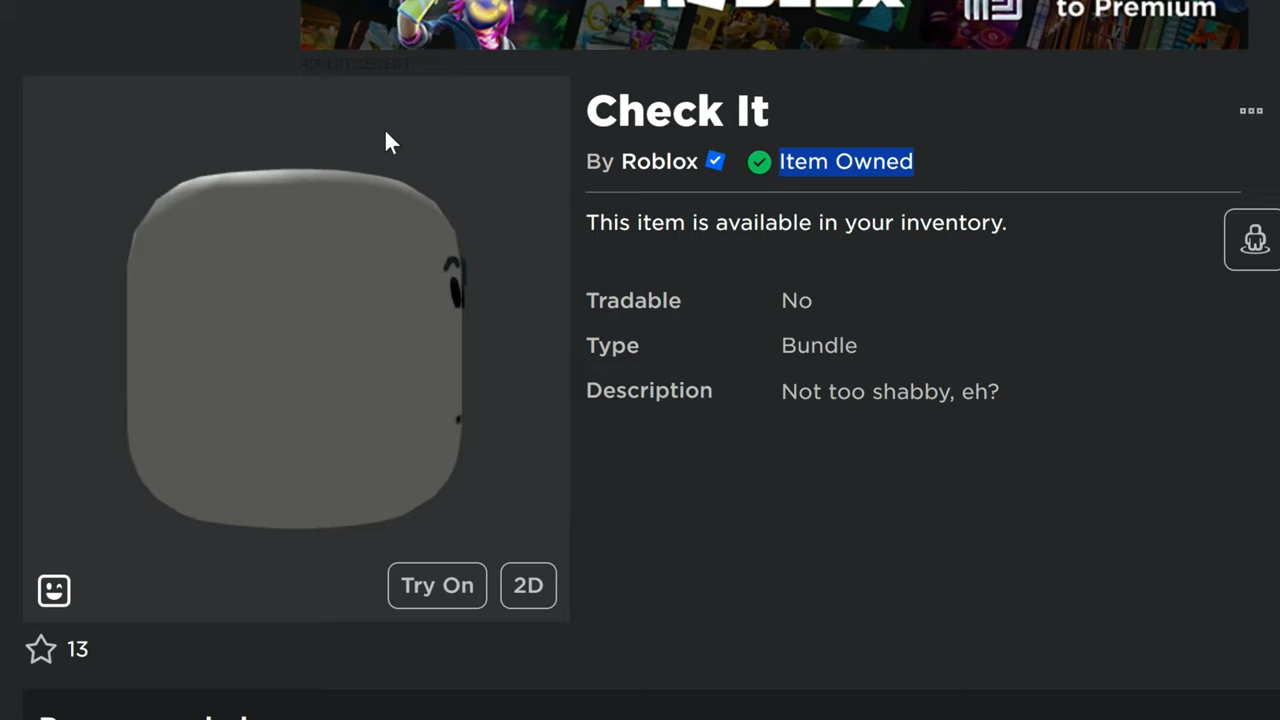 to Premium
ADVERTISEMENT
Check It
By Roblox Item Owned
This item is available in your inventory.
Tradable No
Type Bundle
Description Not too shabby, eh?
Try On 2D
13